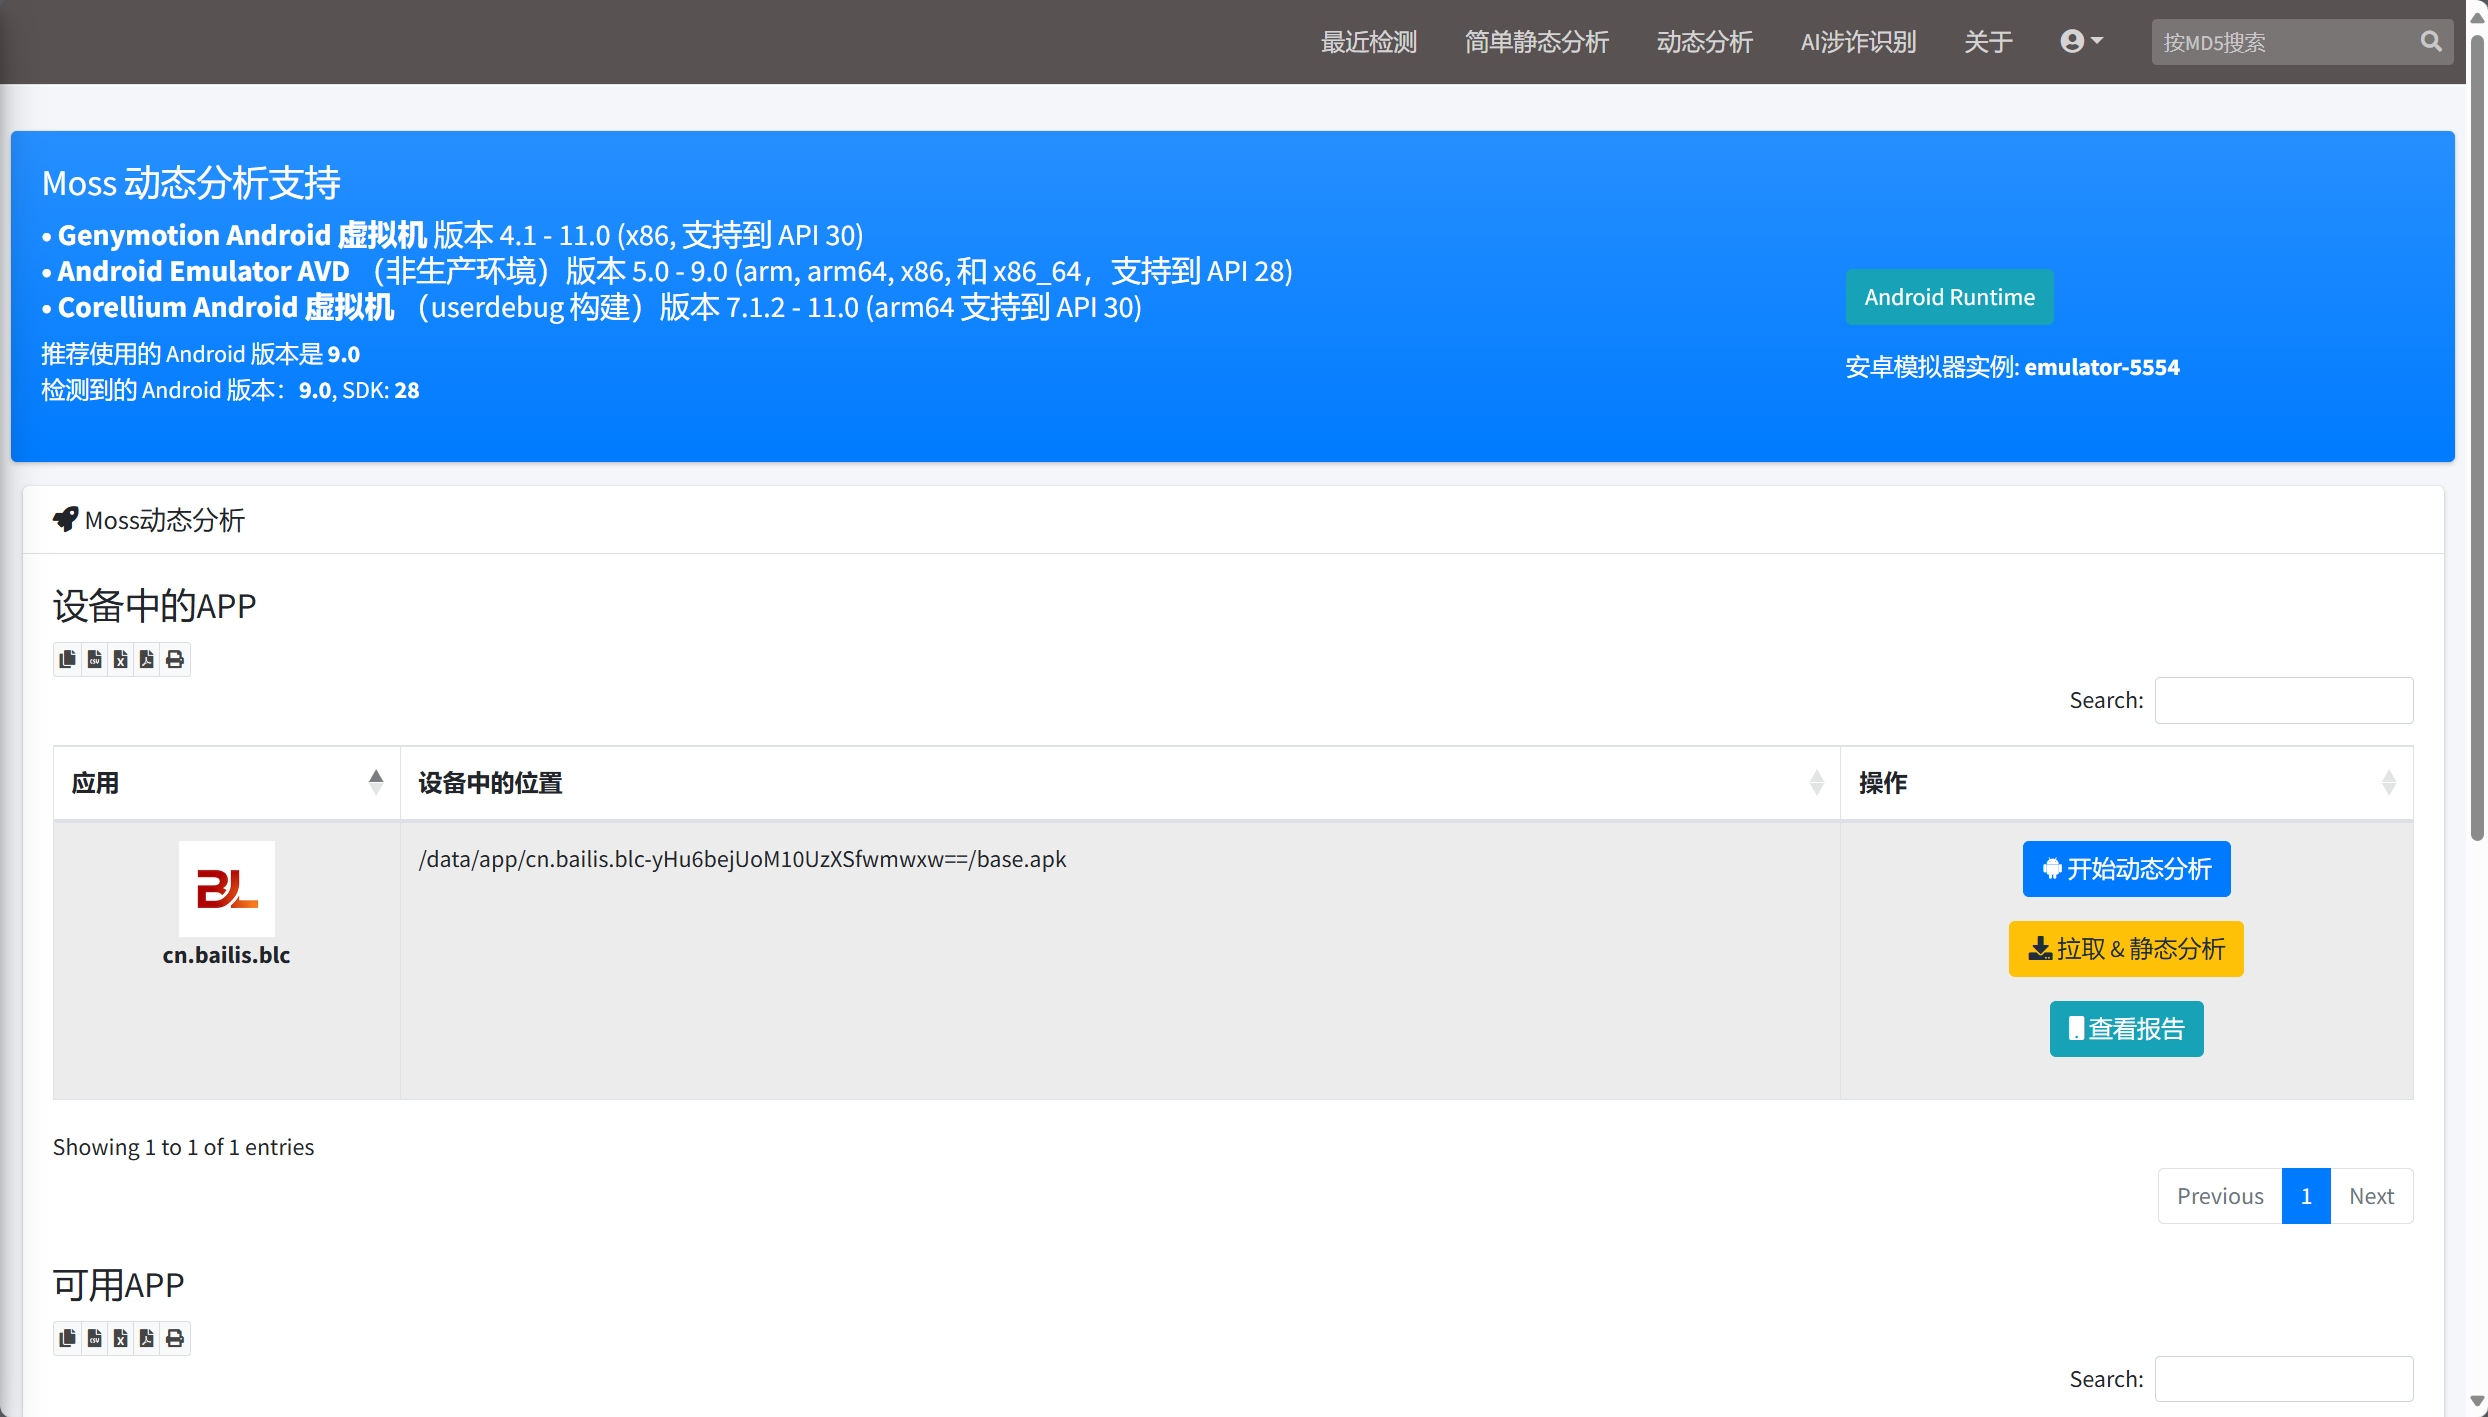 最近检测
简单静态分析
动态分析
AI涉诈识别
关于
按MD5搜索
Moss 动态分析支持
• Genymotion Android 虚拟机 版本 4.1 - 11.0 (x86, 支持到 API 30)
• Android Emulator AVD （非生产环境）版本 5.0 - 9.0 (arm, arm64, x86, 和 x86_64，支持到 API 28)
• Corellium Android 虚拟机 （userdebug 构建）版本 7.1.2 - 11.0 (arm64 支持到 API 30)
推荐使用的 Android 版本是 9.0
检测到的 Android 版本：9.0, SDK: 28
Android Runtime
安卓模拟器实例: emulator-5554
Moss动态分析
设备中的APP
Search:
应用
设备中的位置
操作
BL
cn.bailis.blc
/data/app/cn.bailis.blc-yHu6bejUoM10UzXSfwmwxw==/base.apk
开始动态分析
拉取 & 静态分析
查看报告
Showing 1 to 1 of 1 entries
Previous
1
Next
可用APP
Search: